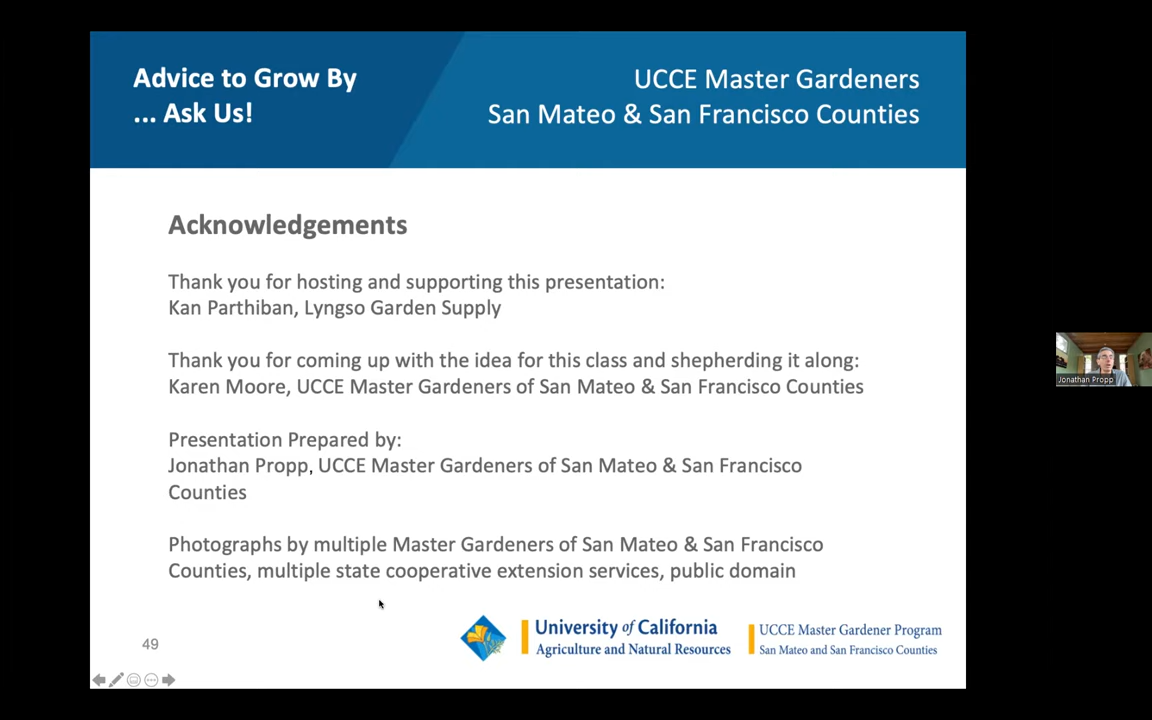 Advice to Grow By
... Ask Us!
UCCE Master Gardeners
San Mateo & San Francisco Counties
Acknowledgements
Thank you for hosting and supporting this presentation:
Kan Parthiban, Lyngso Garden Supply
Thank you for coming up with the idea for this class and shepherding it along:
Karen Moore, UCCE Master Gardeners of San Mateo & San Francisco Counties
Presentation Prepared by:
Jonathan Propp, UCCE Master Gardeners of San Mateo & San Francisco
Counties
Photographs by multiple Master Gardeners of San Mateo & San Francisco
Counties, multiple state cooperative extension services, public domain
49
University of California
Agriculture and Natural Resources
UCCE Master Gardener Program
San Mateo and San Francisco Counties
Jonathan Propp